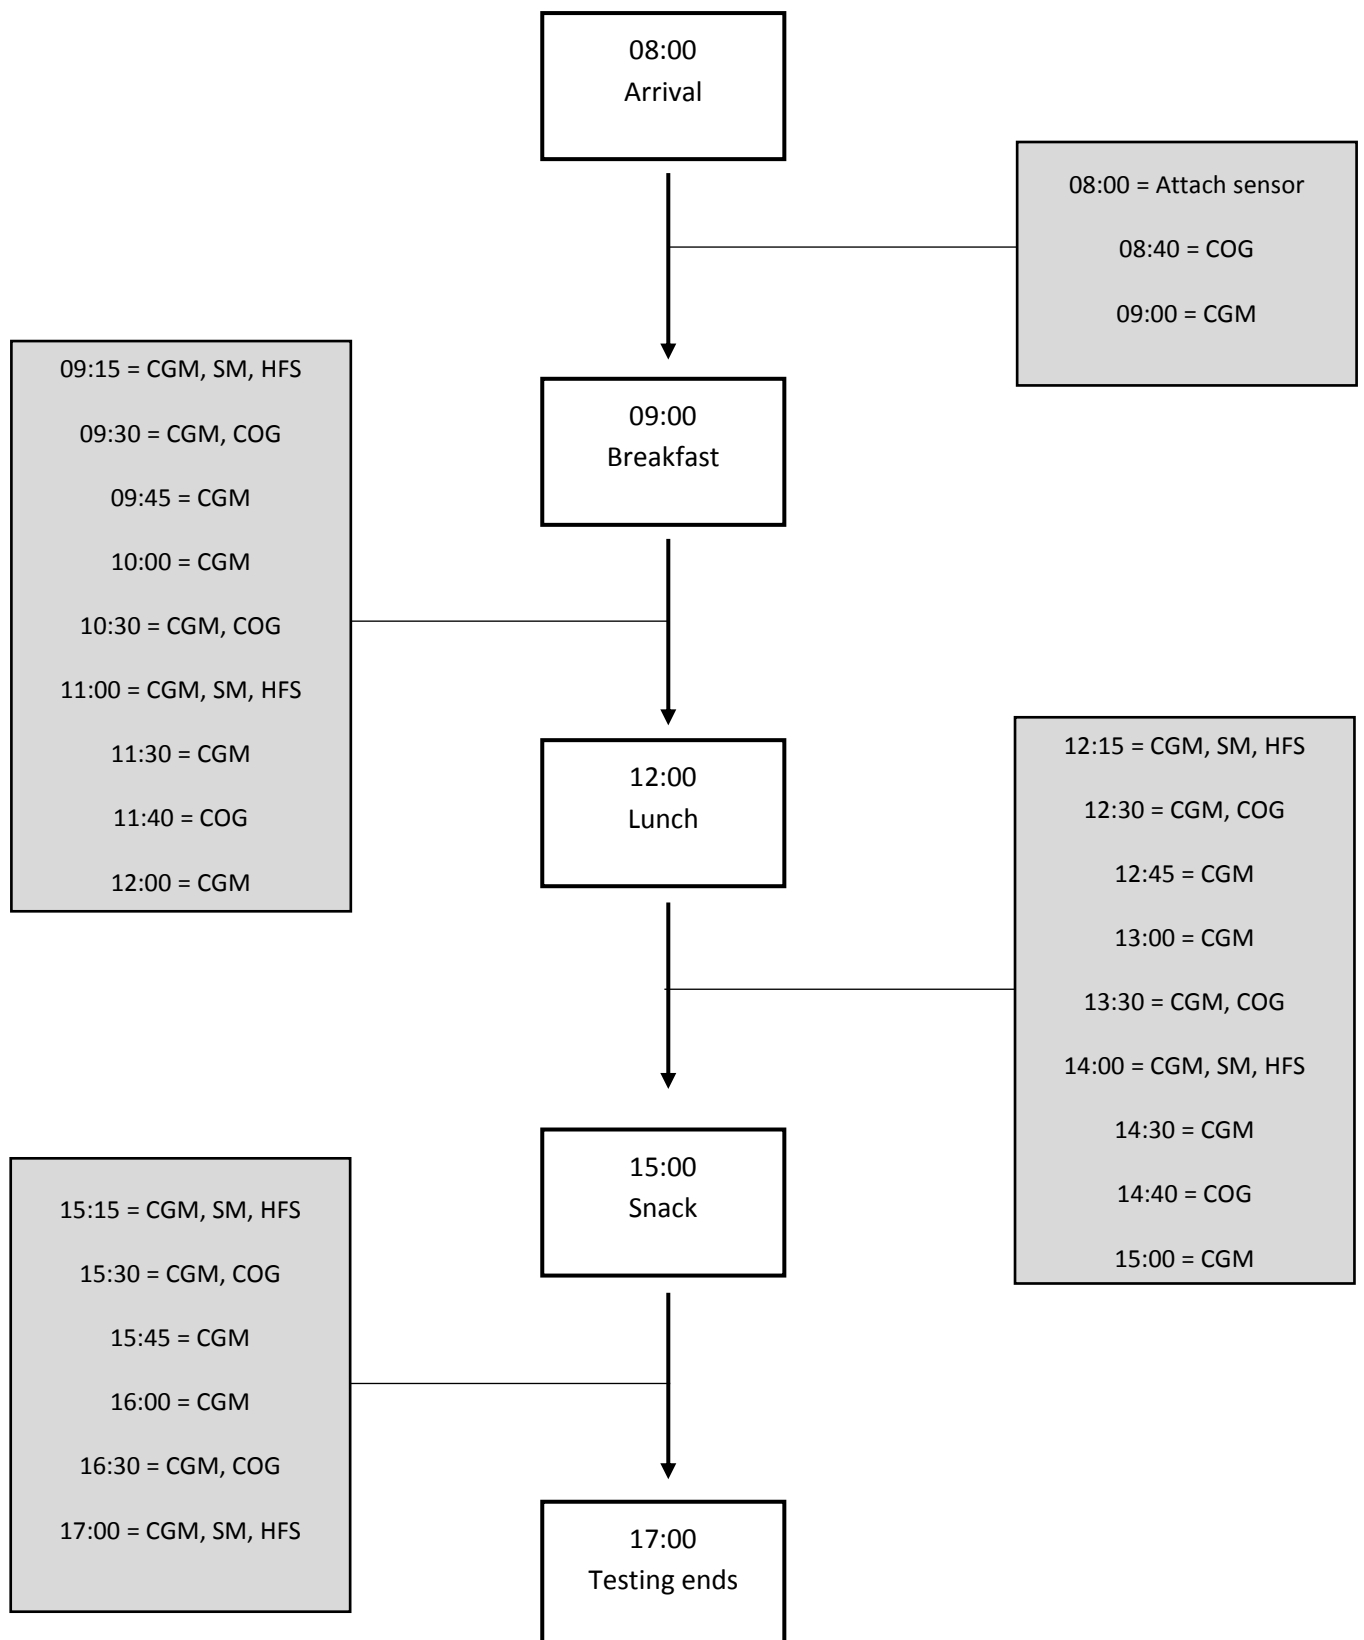 08:00
Arrival
08:00 = Attach sensor
08:40 = COG
09:00 = CGM
09:00
Breakfast
09:15 = CGM, SM, HFS
09:30 = CGM, COG
09:45 = CGM
10:00 = CGM
10:30 = CGM, COG
11:00 = CGM, SM, HFS
11:30 = CGM
11:40 = COG
12:00 = CGM
12:00
Lunch
12:15 = CGM, SM, HFS
12:30 = CGM, COG
12:45 = CGM
13:00 = CGM
13:30 = CGM, COG
14:00 = CGM, SM, HFS
14:30 = CGM
14:40 = COG
15:00 = CGM
15:00
Snack
15:15 = CGM, SM, HFS
15:30 = CGM, COG
15:45 = CGM
16:00 = CGM
16:30 = CGM, COG
17:00 = CGM, SM, HFS
17:00
Testing ends